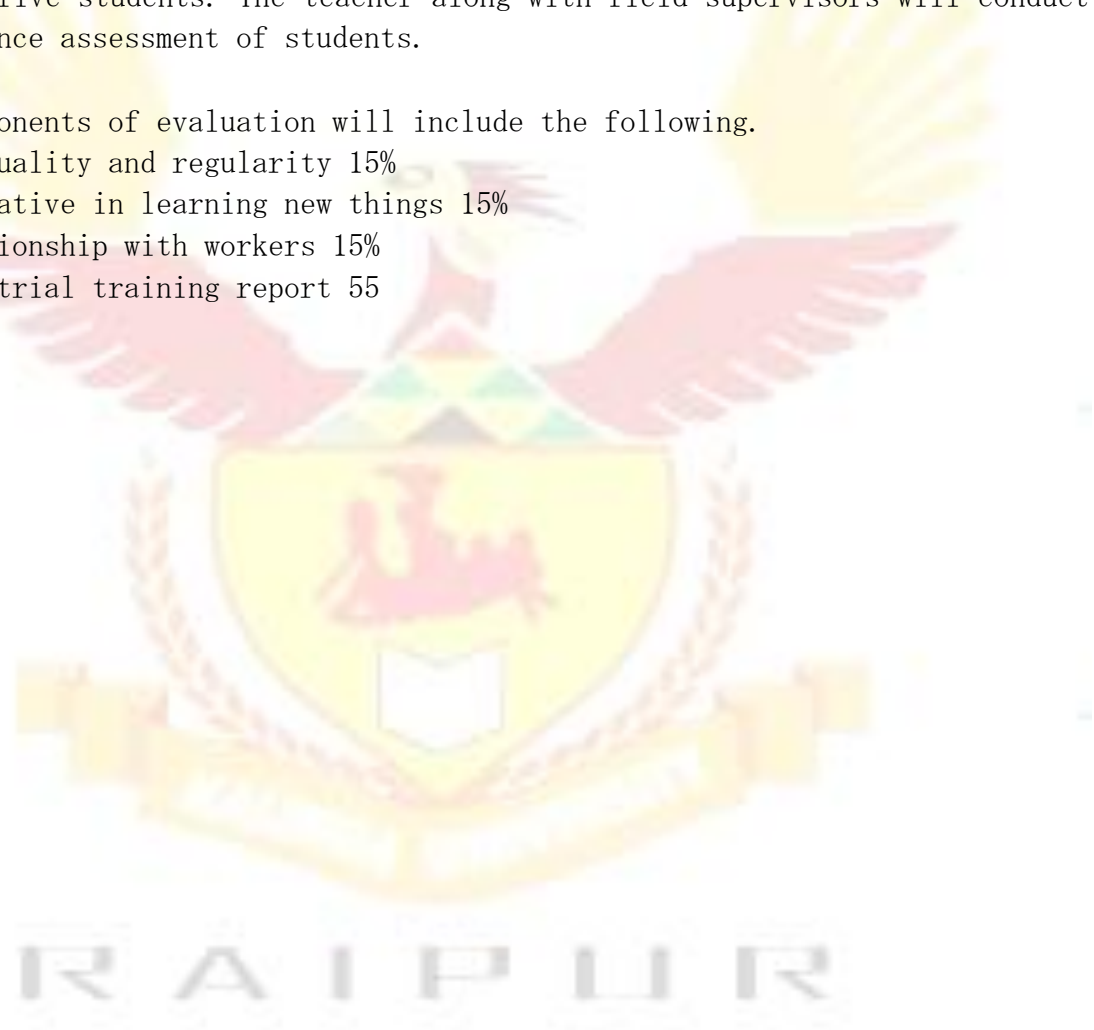 five students. The teacher along with field supervisors will conduct
nce assessment of students.
onents of evaluation will include the following.
uality and regularity 15%
ative in learning new things 15%
ionship with workers 15%
trial training report 55
RAIPUR